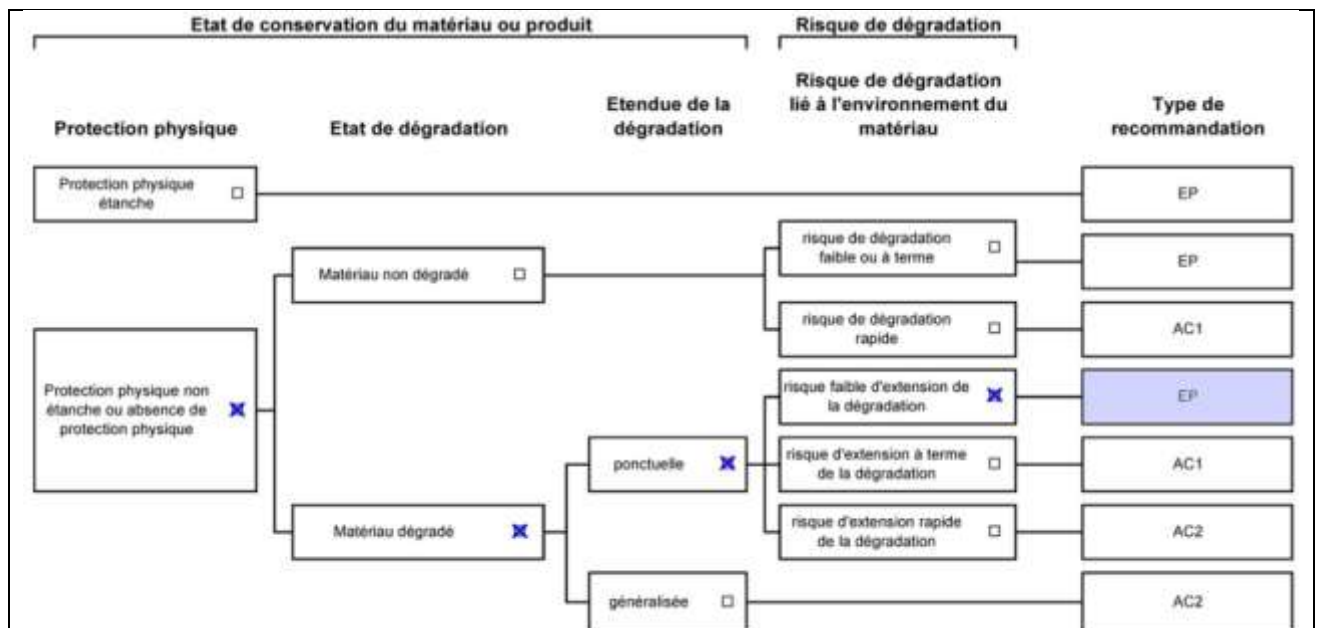 Etat de conservation du matériau ou produit
Risque de dégradation
Protection physique
Etat de dégradation
Etendue de la
dégradation
Risque de dégradation
lié à l'environnement du
matériau
Type de
recommandation
Protection physique
étanche
EP
Matériau non dégradé
risque de dégradation
faible ou à terme
EP
risque de dégradation
rapide
AC1
Protection physique non
étanche ou absence de
protection physique
risque faible d'extension de
la dégradation
EP
ponctuelle
risque d'extension à terme
de la dégradation
AC1
Matériau dégradé
risque d'extension rapide
de la dégradation
AC2
généralisée
AC2